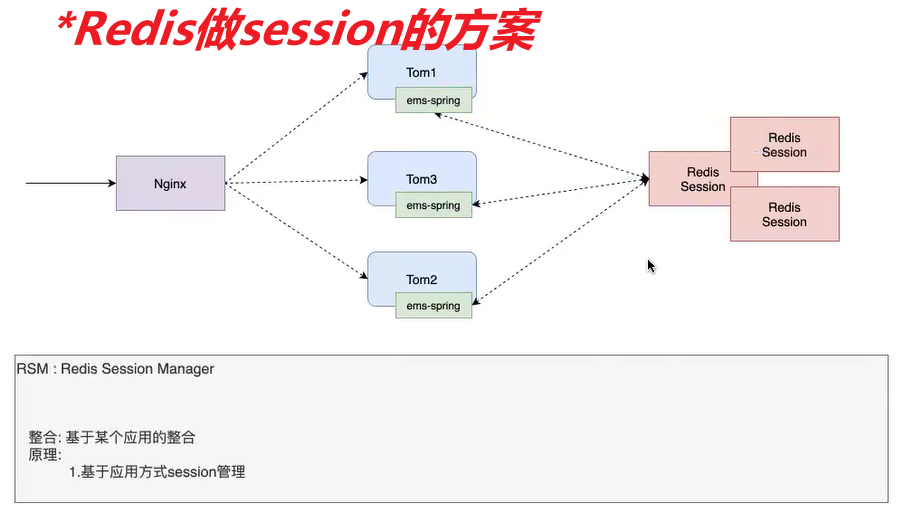 *Redis做session的方案
Tom1
ems-spring
Nginx
Tom3
ems-spring
Tom2
ems-spring
Redis
Session
Redis
Session
Redis
Session
RSM : Redis Session Manager
整合: 基于某个应用的整合
原理:
1.基于应用方式session管理